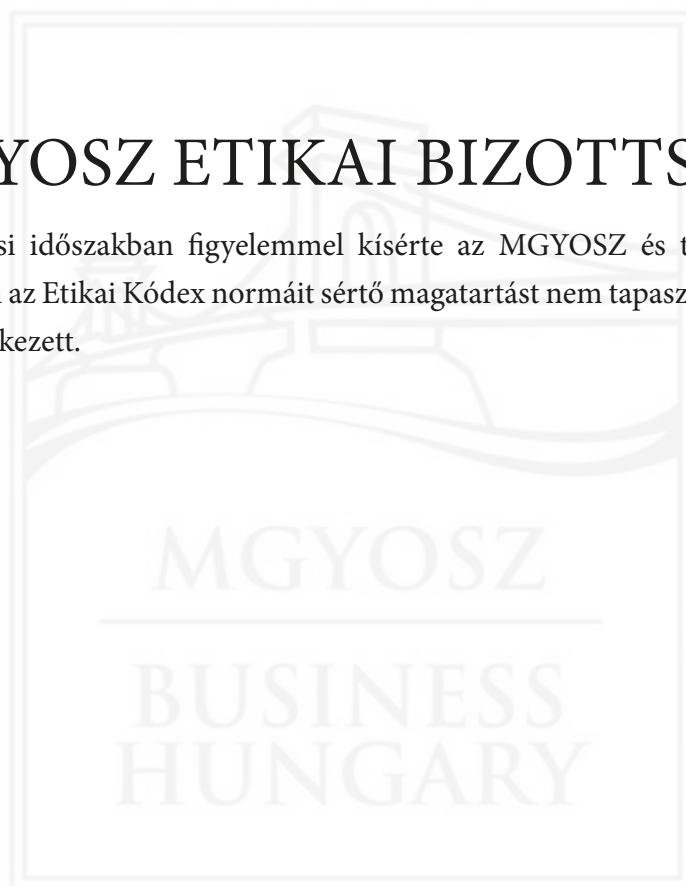 YOSZ ETIKAI BIZOTTS
si időszakban figyelemmel kísérte az MGYOSZ és t
az Etikai Kódex normáit sértő magatartást nem tapasz
kezett.
MGYOSZ
BUSINESS
HUNGARY